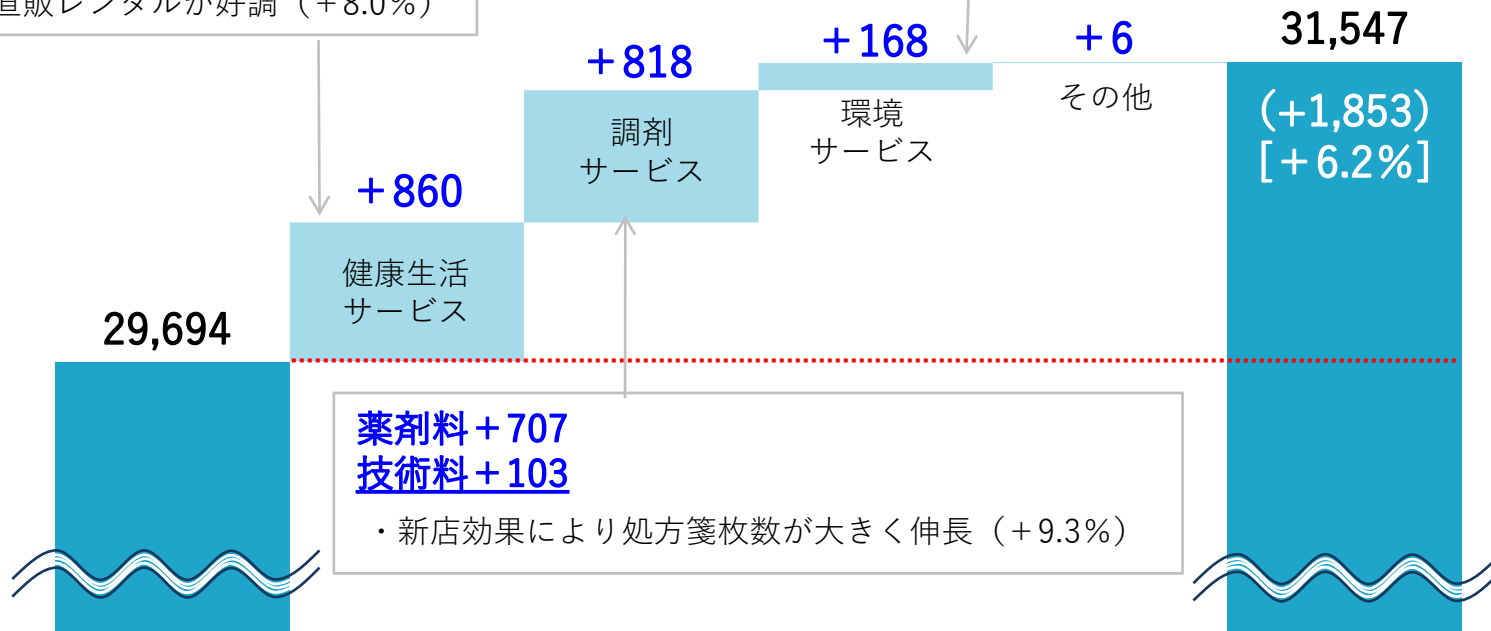 直販レンタルが好調（＋8.0％）
31,547
(+1,853)
[＋6.2%]
＋6
その他
＋168
環境
サービス
＋818
調剤
サービス
＋860
健康生活
サービス
29,694
薬剤料＋707
技術料＋103
・新店効果により処方箋枚数が大きく伸長（＋9.3％）